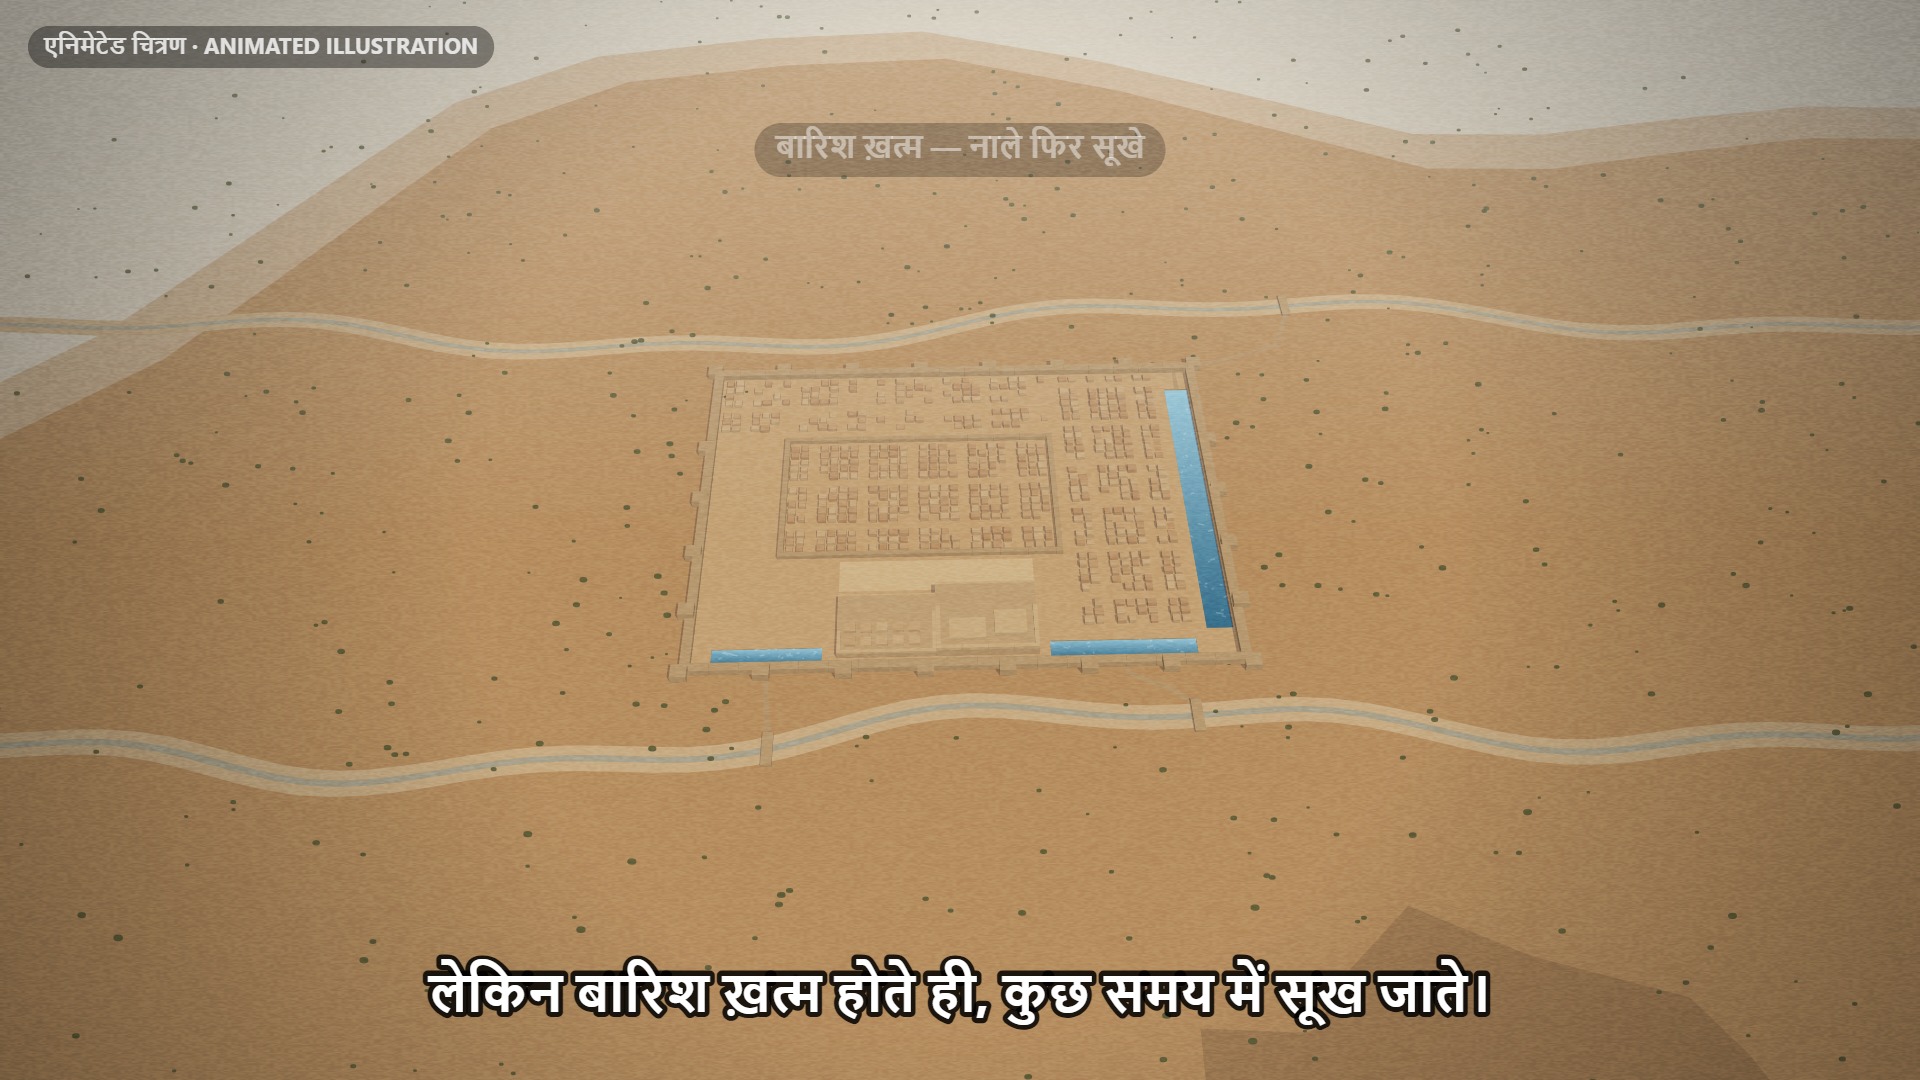 एनिमेटेड चित्रण · ANIMATED ILLUSTRATION
बारिश ख़त्म — नाले फिर सूखे
लेकिन बारिश ख़त्म होते ही, कुछ समय में सूख जाते।